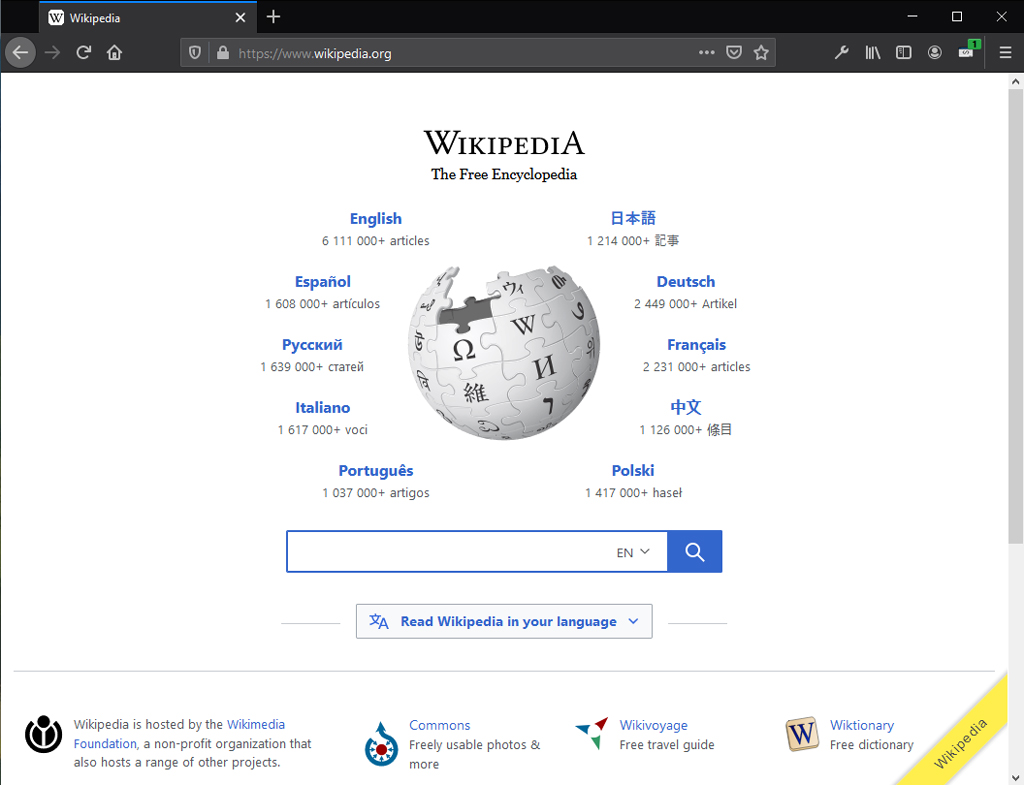 Wikipedia
https://www.wikipedia.org
1
WIKIPEDIA
The Free Encyclopedia
English
6 111 000+ articles
日本語
1 214 000+ 記事
Español
1 608 000+ artículos
Deutsch
2 449 000+ Artikel
Русский
1 639 000+ статей
Français
2 231 000+ articles
Italiano
1 617 000+ voci
中文
1 126 000+ 條目
Português
1 037 000+ artigos
Polski
1 417 000+ haseł
Ω
W
И
維
ウィ
EN
Read Wikipedia in your language
Wikipedia is hosted by the Wikimedia
Foundation, a non-profit organization that
also hosts a range of other projects.
Commons
Freely usable photos &
more
Wikivoyage
Free travel guide
W
Wiktionary
Free dictionary
Wikipedia